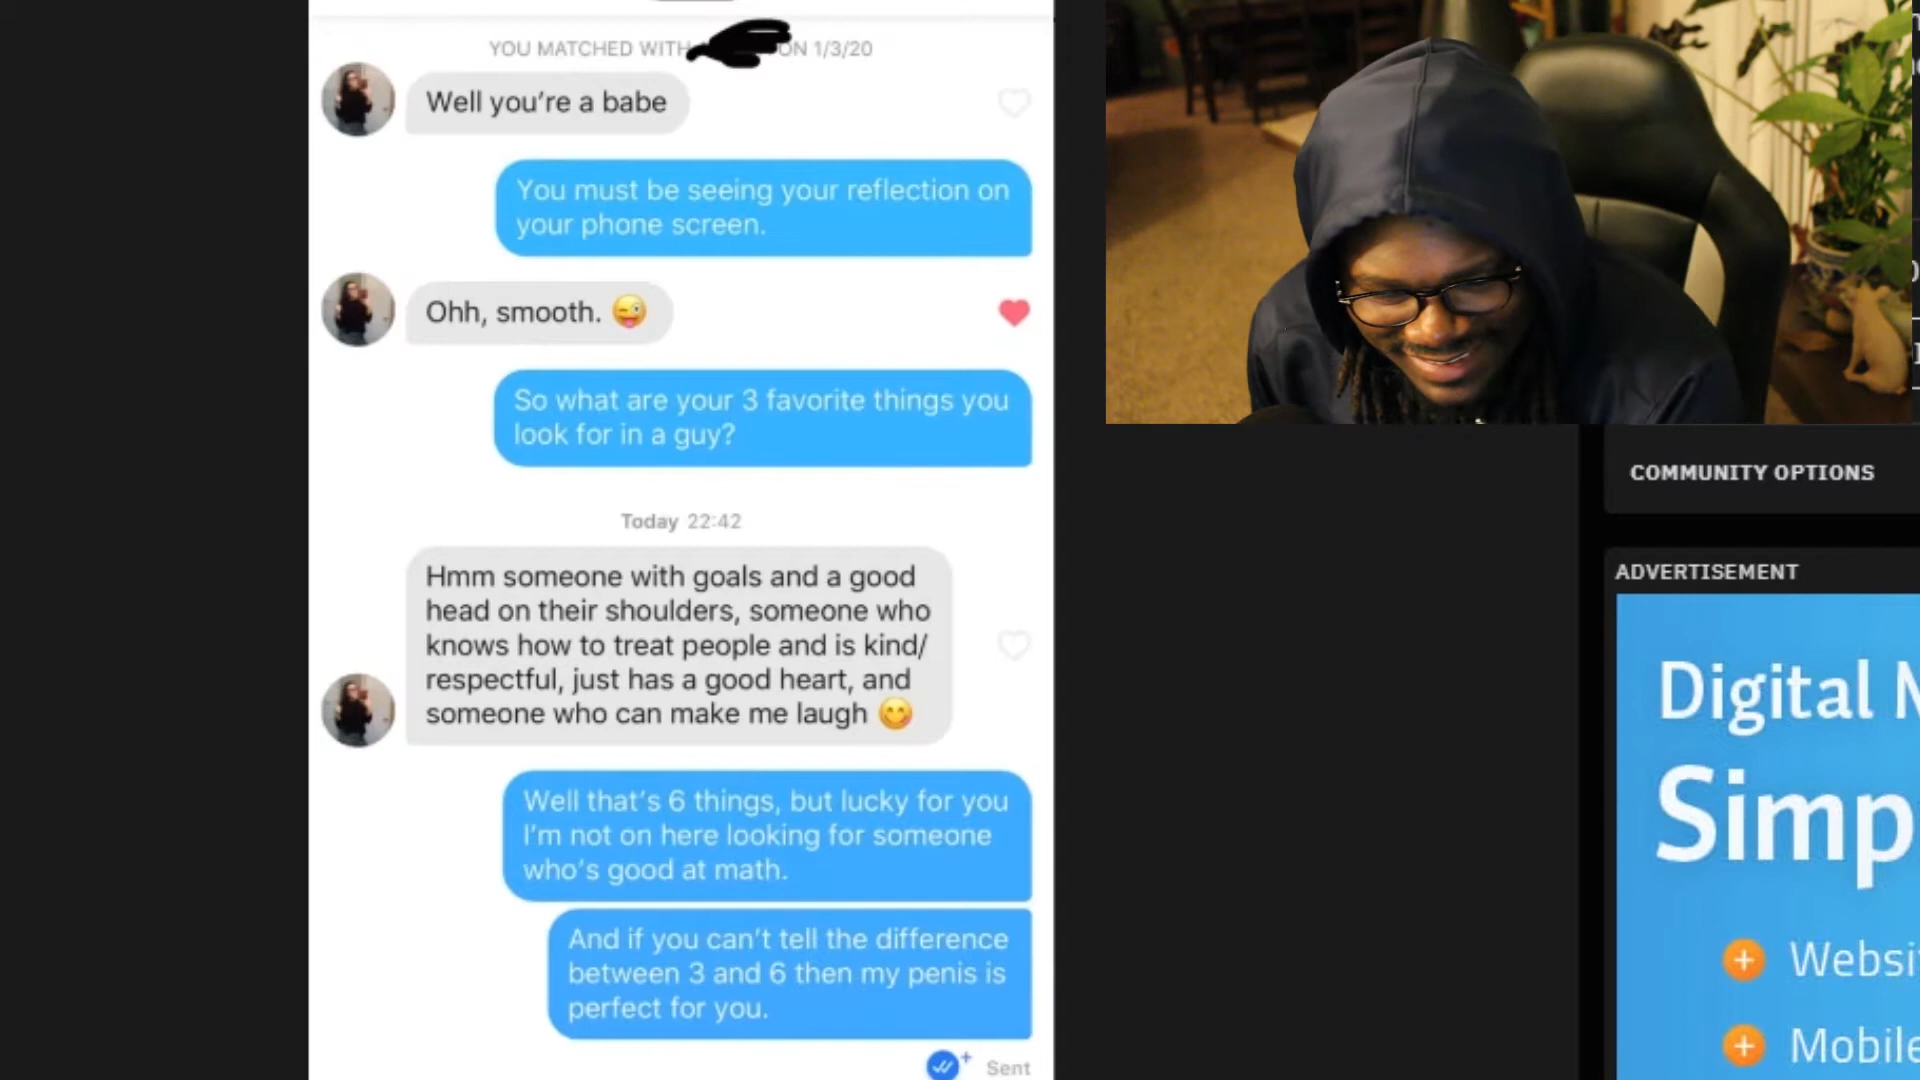 YOU MATCHED WITH ON 1/3/20
Well you're a babe
You must be seeing your reflection on
your phone screen.
Ohh, smooth. 😜
So what are your 3 favorite things you
look for in a guy?
Today 22:42
Hmm someone with goals and a good
head on their shoulders, someone who
knows how to treat people and is kind/
respectful, just has a good heart, and
someone who can make me laugh 😋
Well that's 6 things, but lucky for you
I'm not on here looking for someone
who's good at math.
And if you can't tell the difference
between 3 and 6 then my penis is
perfect for you.
Sent
COMMUNITY OPTIONS
ADVERTISEMENT
Digital
Simp
Websi
Mobile